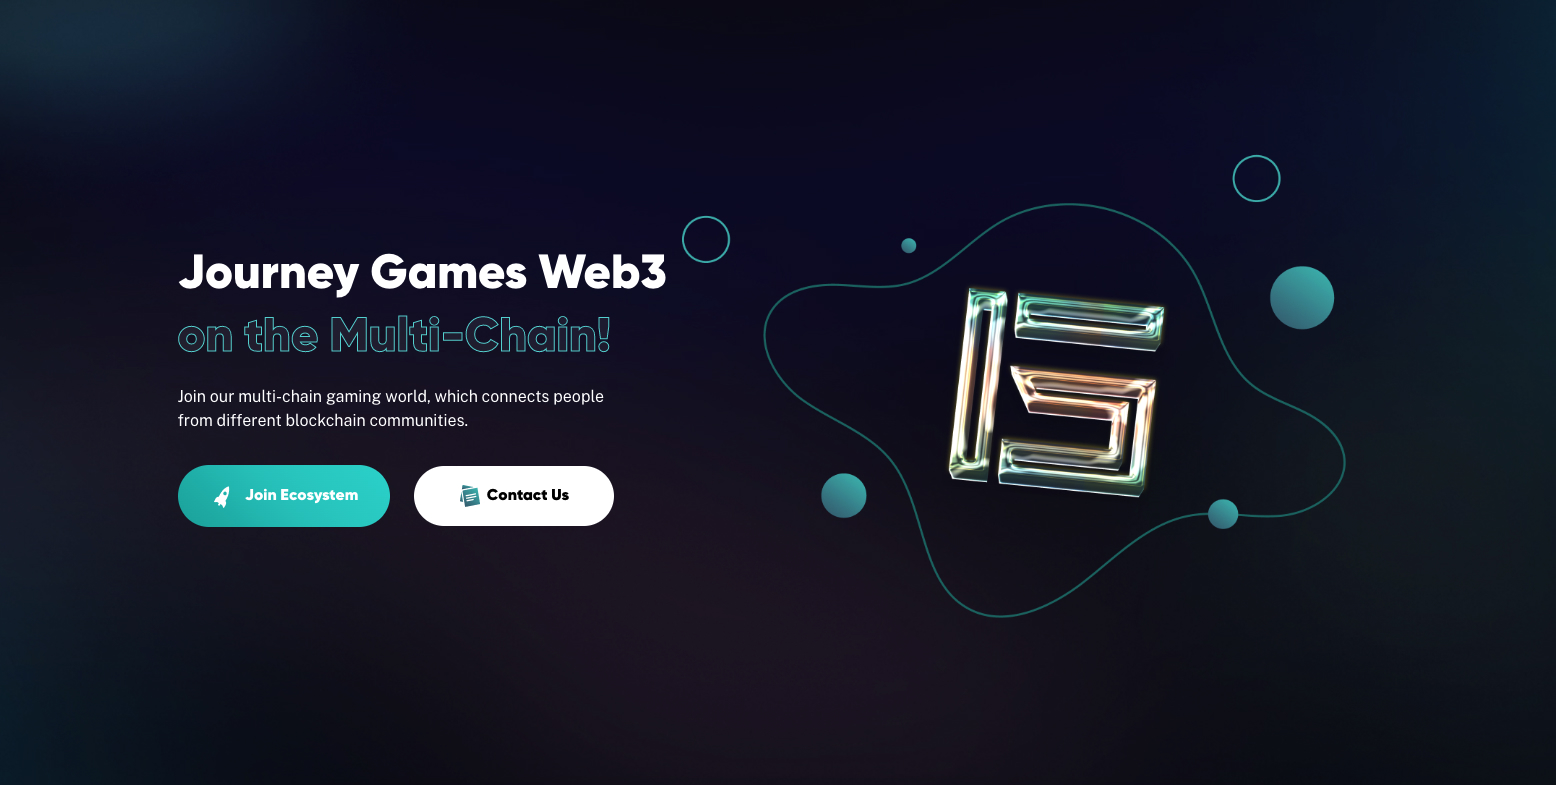 Journey Games Web3
on the Multi-Chain!
Join our multi-chain gaming world, which connects people
from different blockchain communities.
Join Ecosystem
Contact Us